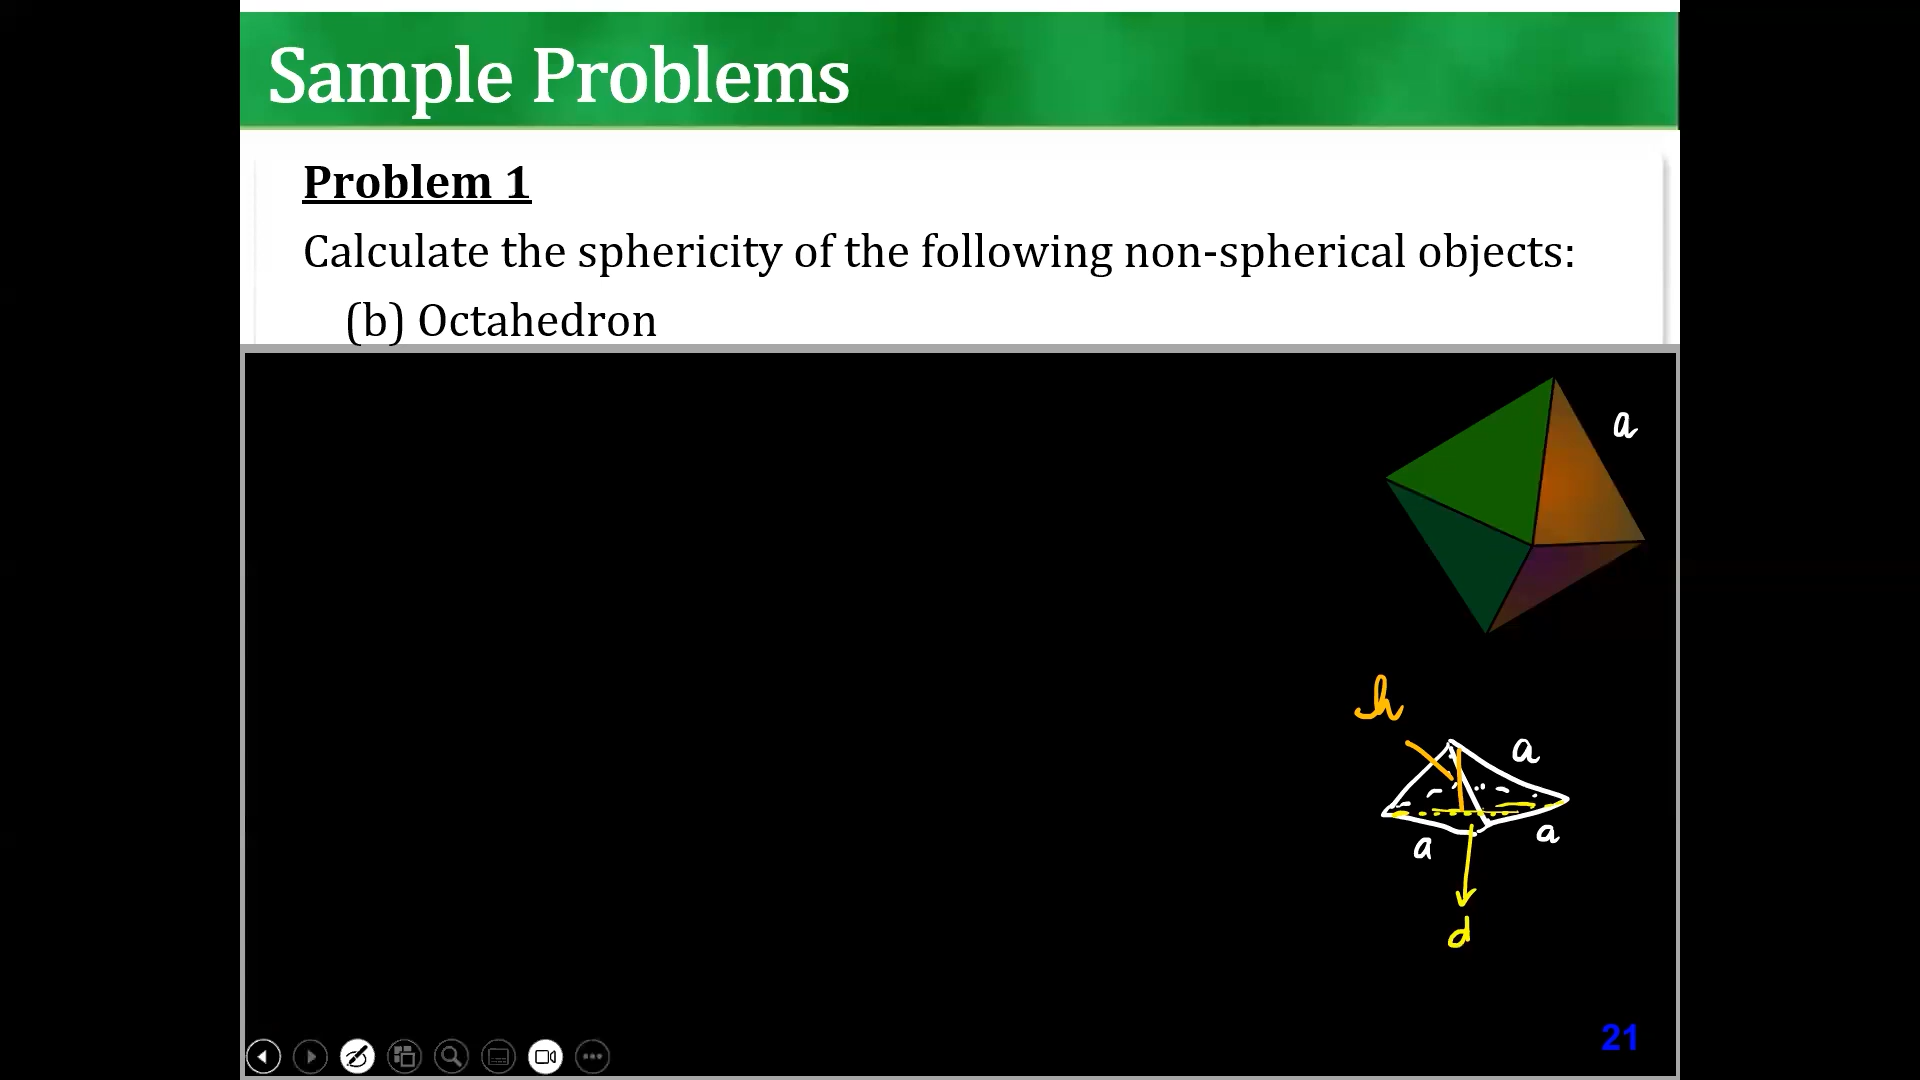 Sample Problems
Problem 1
Calculate the sphericity of the following non-spherical objects:
(b) Octahedron
a
h
a
a
a
d
21